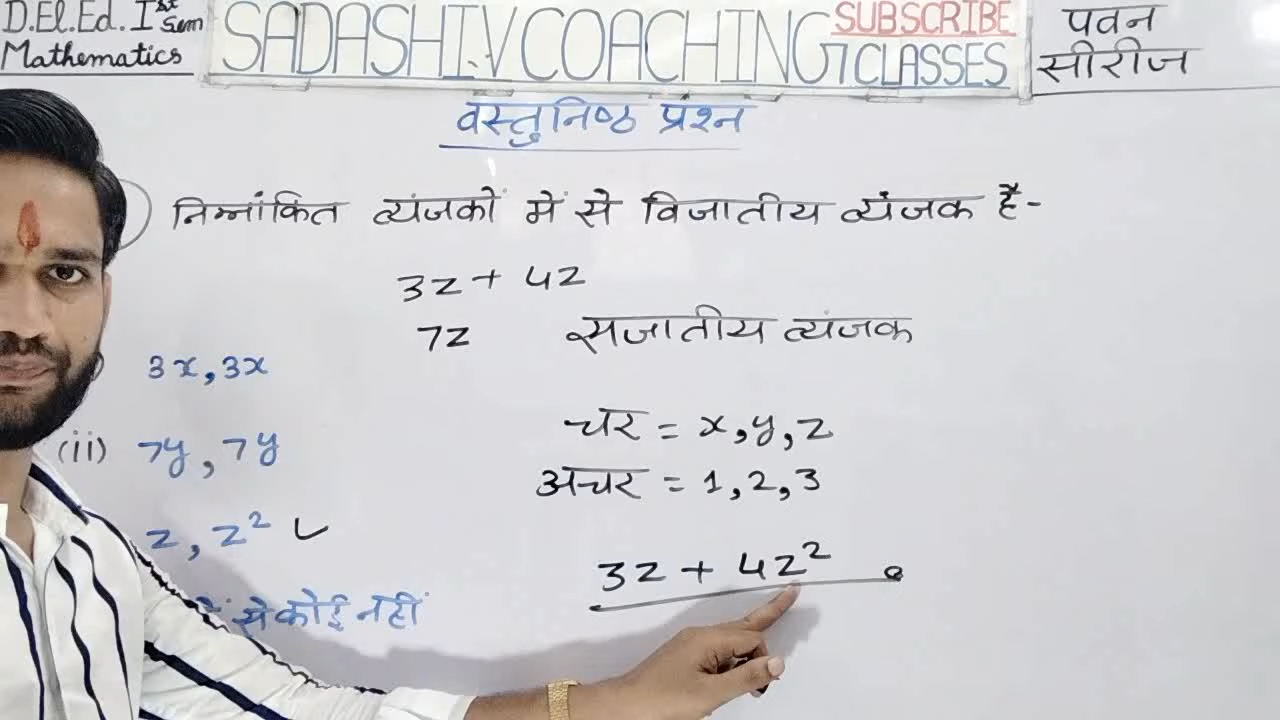 D.El.Ed. Ist Sem
Mathematics
SADASHIV COACHING CLASSES
SUBSCRIBE
पवन
सीरीज
वस्तुनिष्ठ प्रश्न
निम्नांकित व्यंजकों में से विजातीय व्यंजक है-
3z + 4z
7z सजातीय व्यंजक
3x, 3x
चर = x, y, z
(ii) 7y, 7y
अचर = 1, 2, 3
z, z² ✓
3z + 4z²
से कोई नहीं